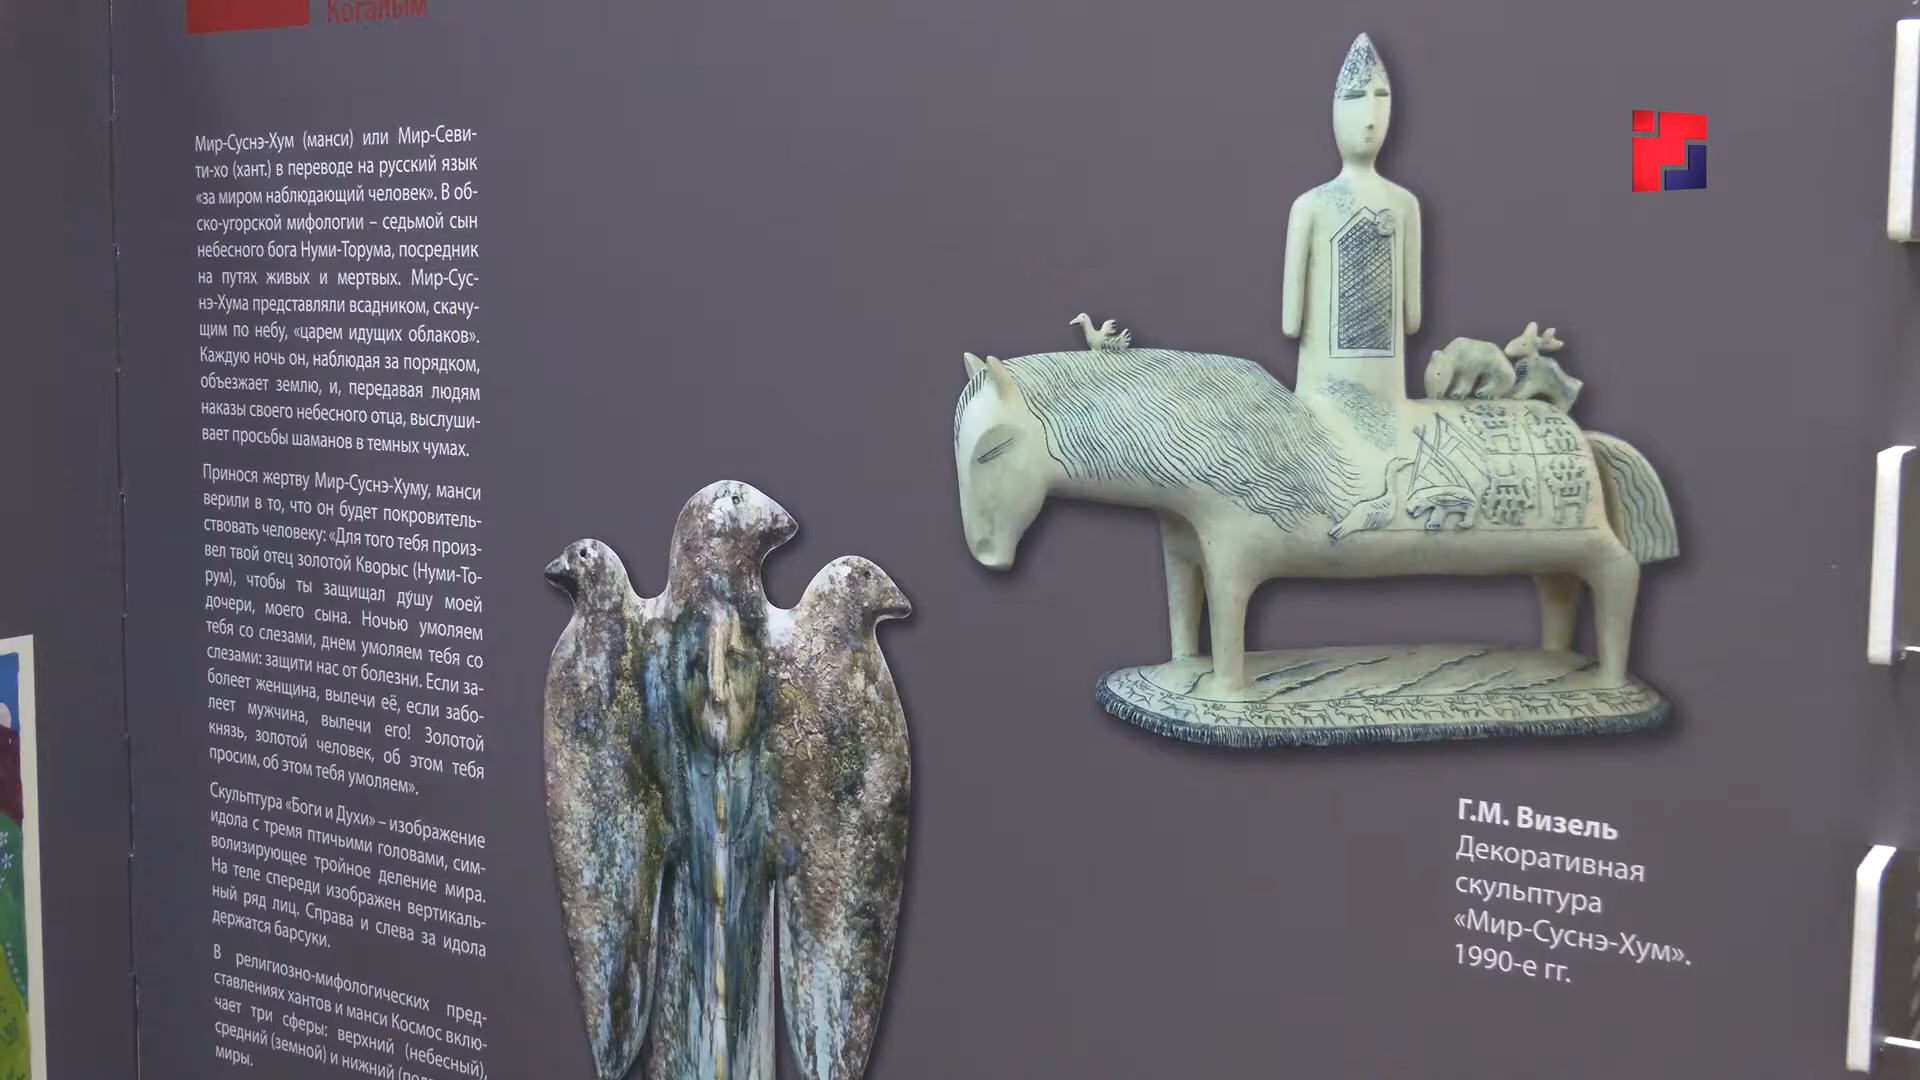 Когалым
Мир-Суснэ-Хум (манси) или Мир-Севи-
ти-хо (хант.) в переводе на русский язык
«за миром наблюдающий человек». В об-
ско-угорской мифологии – седьмой сын
небесного бога Нуми-Торума, посредник
на путях живых и мертвых. Мир-Сус-
нэ-Хума представляли всадником, скачу-
щим по небу, «царем идущих облаков».
Каждую ночь он, наблюдая за порядком,
объезжает землю, и, передавая людям
наказы своего небесного отца, выслуши-
вает просьбы шаманов в темных чумах.
Принося жертву Мир-Суснэ-Хуму, манси
верили в то, что он будет покровитель-
ствовать человеку: «Для того тебя произ-
вел твой отец золотой Кворыс (Нуми-То-
рум), чтобы ты защищал ду́шу моей
дочери, моего сына. Ночью умоляем
тебя со слезами, днем умоляем тебя со
слезами: защити нас от болезни. Если за-
болеет женщина, вылечи её, если забо-
леет мужчина, вылечи его! Золотой
князь, золотой человек, об этом тебя
просим, об этом тебя умоляем».
Скульптура «Боги и Духи» – изображение
идола с тремя птичьими головами, сим-
волизирующее тройное деление мира.
На теле спереди изображен вертикаль-
ный ряд лиц. Справа и слева за идола
держатся барсуки.
В религиозно-мифологических пред-
ставлениях хантов и манси Космос вклю-
чает три сферы: верхний (небесный),
средний (земной) и нижний
миры.
Г.М. Визель
Декоративная
скульптура
«Мир-Суснэ-Хум».
1990-е гг.